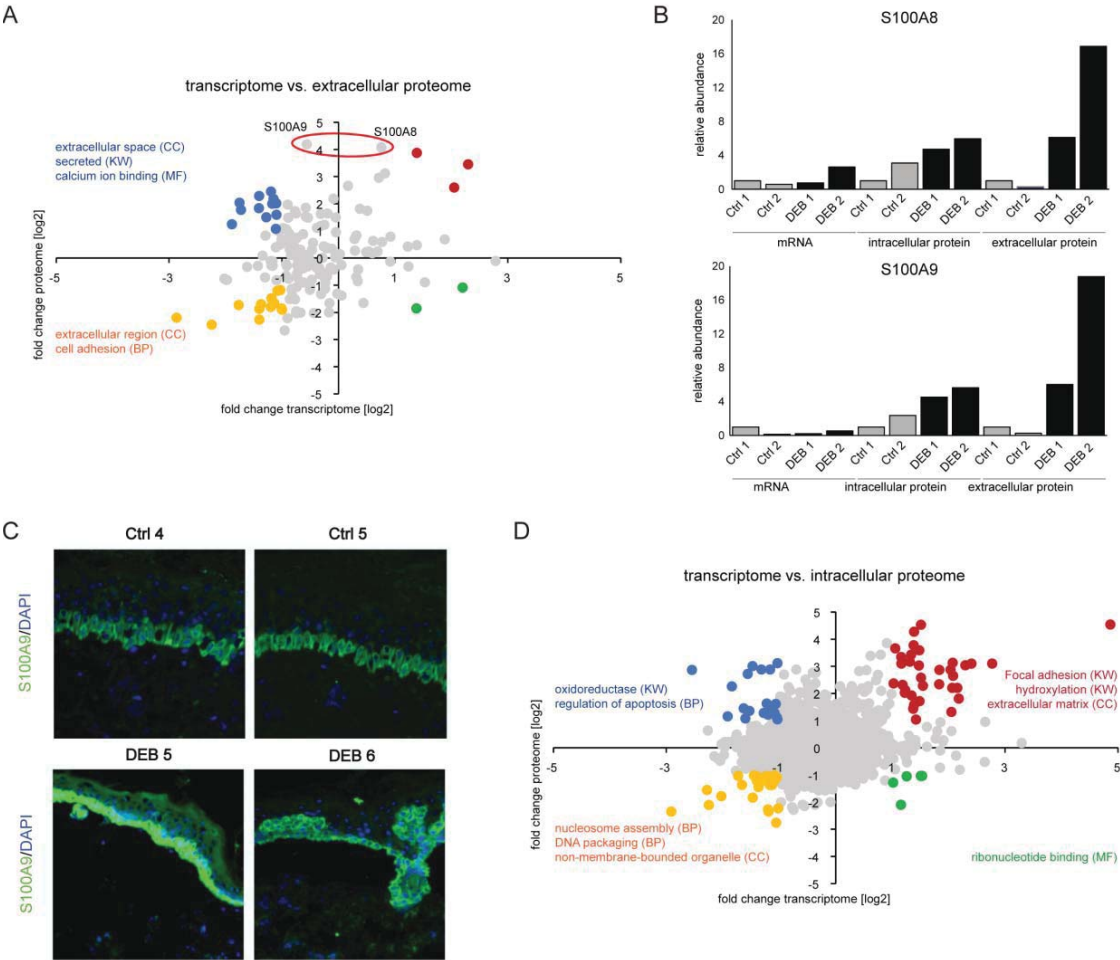 A
transcriptome vs. extracellular proteome
S100A9
S100A8
extracellular space (CC)
secreted (KW)
calcium ion binding (MF)
5
4
3
2
1
0
-1
-2
-3
-4
-5
-5
-3
-1
1
3
5
extracellular region (CC)
cell adhesion (BP)
fold change proteome [log2]
fold change transcriptome [log2]
B
S100A8
20
16
12
8
4
0
relative abundance
Ctrl 1
Ctrl 2
DEB 1
DEB 2
Ctrl 1
Ctrl 2
DEB 1
DEB 2
Ctrl 1
Ctrl 2
DEB 1
DEB 2
mRNA
intracellular protein
extracellular protein
S100A9
20
16
12
8
4
0
relative abundance
Ctrl 1
Ctrl 2
DEB 1
DEB 2
Ctrl 1
Ctrl 2
DEB 1
DEB 2
Ctrl 1
Ctrl 2
DEB 1
DEB 2
mRNA
intracellular protein
extracellular protein
C
Ctrl 4
Ctrl 5
S100A9/DAPI
DEB 5
DEB 6
S100A9/DAPI
D
transcriptome vs. intracellular proteome
5
4
3
2
1
0
-1
-2
-3
-4
-5
-5
-3
-1
1
3
5
oxidoreductase (KW)
regulation of apoptosis (BP)
Focal adhesion (KW)
hydroxylation (KW)
extracellular matrix (CC)
nucleosome assembly (BP)
DNA packaging (BP)
non-membrane-bounded organelle (CC)
ribonucleotide binding (MF)
fold change proteome [log2]
fold change transcriptome [log2]